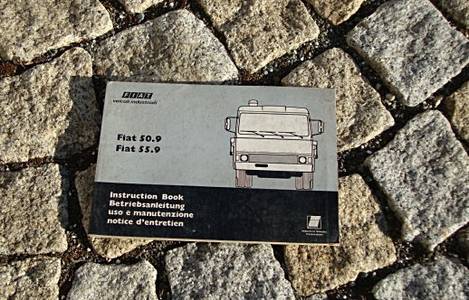 FIAT
veicoli industriali
Fiat 50.9
Fiat 55.9
Instruction Book
Betriebsanleitung
uso e manutenzione
notice d'entretien